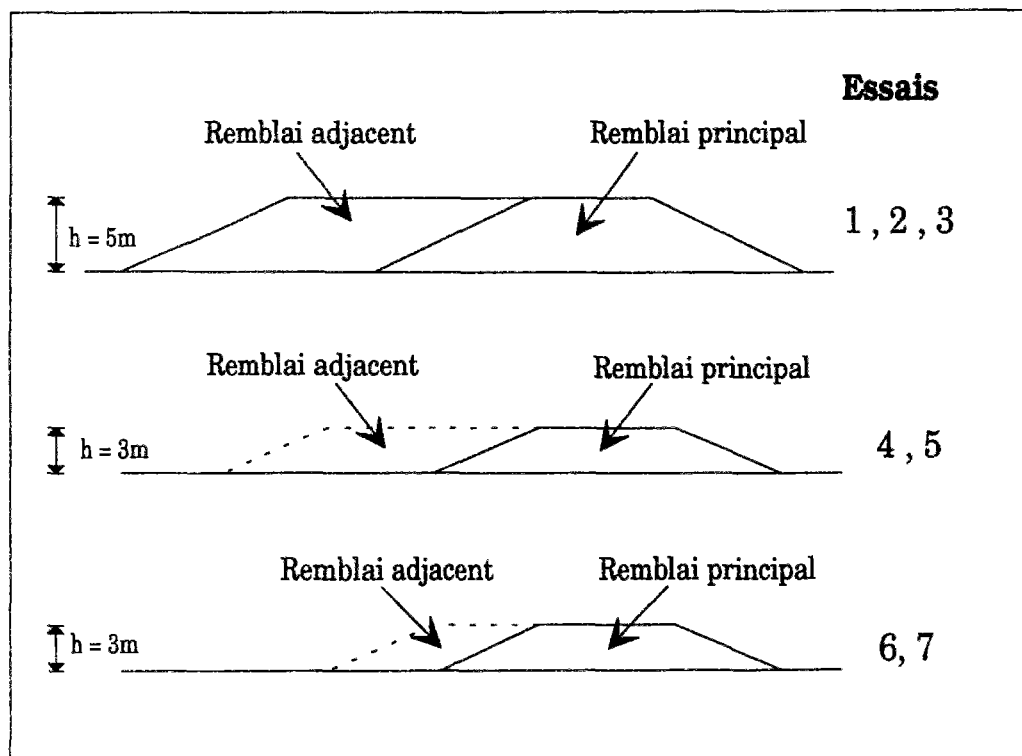 Essais
Remblai adjacent
Remblai principal
h = 5m
1 , 2 , 3
Remblai adjacent
Remblai principal
h = 3m
4 , 5
Remblai adjacent
Remblai principal
h = 3m
6, 7